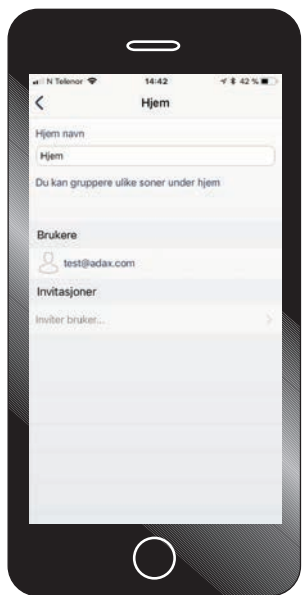 N Telenor 14:42 42 %
Hjem
Hjem navn
Hjem
Du kan gruppere ulike soner under hjem
Brukere
test@adax.com
Invitasjoner
Inviter bruker...